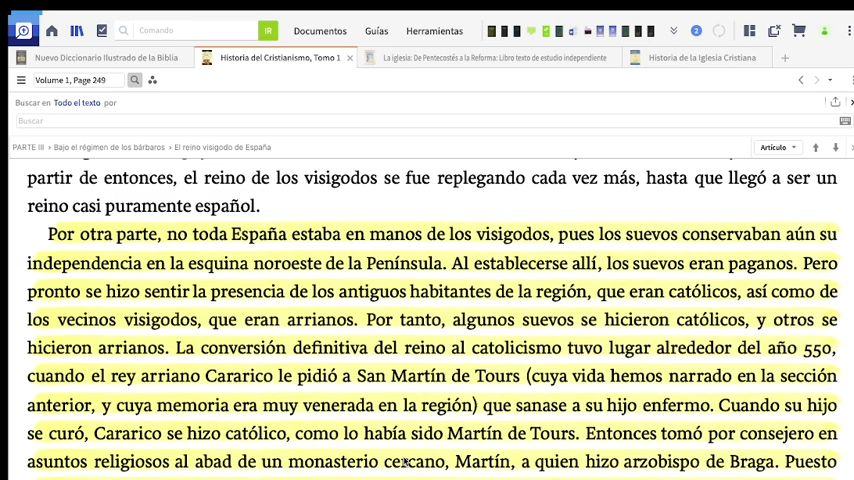 Comando
IR
Documentos
Guías
Herramientas
2
Nuevo Diccionario Ilustrado de la Biblia
Historia del Cristianismo, Tomo 1
La iglesia: De Pentecostés a la Reforma: Libro texto de estudio independiente
Historia de la Iglesia Cristiana
Volume 1, Page 249
Buscar en Todo el texto por
Buscar
PARTE III > Bajo el régimen de los bárbaros > El reino visigodo de España
Artículo
partir de entonces, el reino de los visigodos se fue replegando cada vez más, hasta que llegó a ser un
reino casi puramente español.
Por otra parte, no toda España estaba en manos de los visigodos, pues los suevos conservaban aún su
independencia en la esquina noroeste de la Península. Al establecerse allí, los suevos eran paganos. Pero
pronto se hizo sentir la presencia de los antiguos habitantes de la región, que eran católicos, así como de
los vecinos visigodos, que eran arrianos. Por tanto, algunos suevos se hicieron católicos, y otros se
hicieron arrianos. La conversión definitiva del reino al catolicismo tuvo lugar alrededor del año 550,
cuando el rey arriano Cararico le pidió a San Martín de Tours (cuya vida hemos narrado en la sección
anterior, y cuya memoria era muy venerada en la región) que sanase a su hijo enfermo. Cuando su hijo
se curó, Cararico se hizo católico, como lo había sido Martín de Tours. Entonces tomó por consejero en
asuntos religiosos al abad de un monasterio cercano, Martín, a quien hizo arzobispo de Braga. Puesto